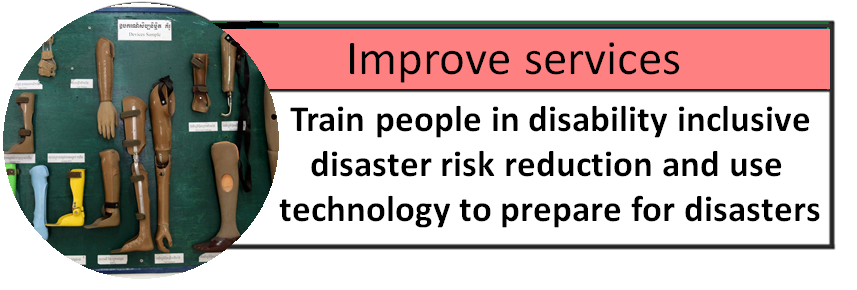 Devices Sample
Improve services
Train people in disability inclusive
disaster risk reduction and use
technology to prepare for disasters